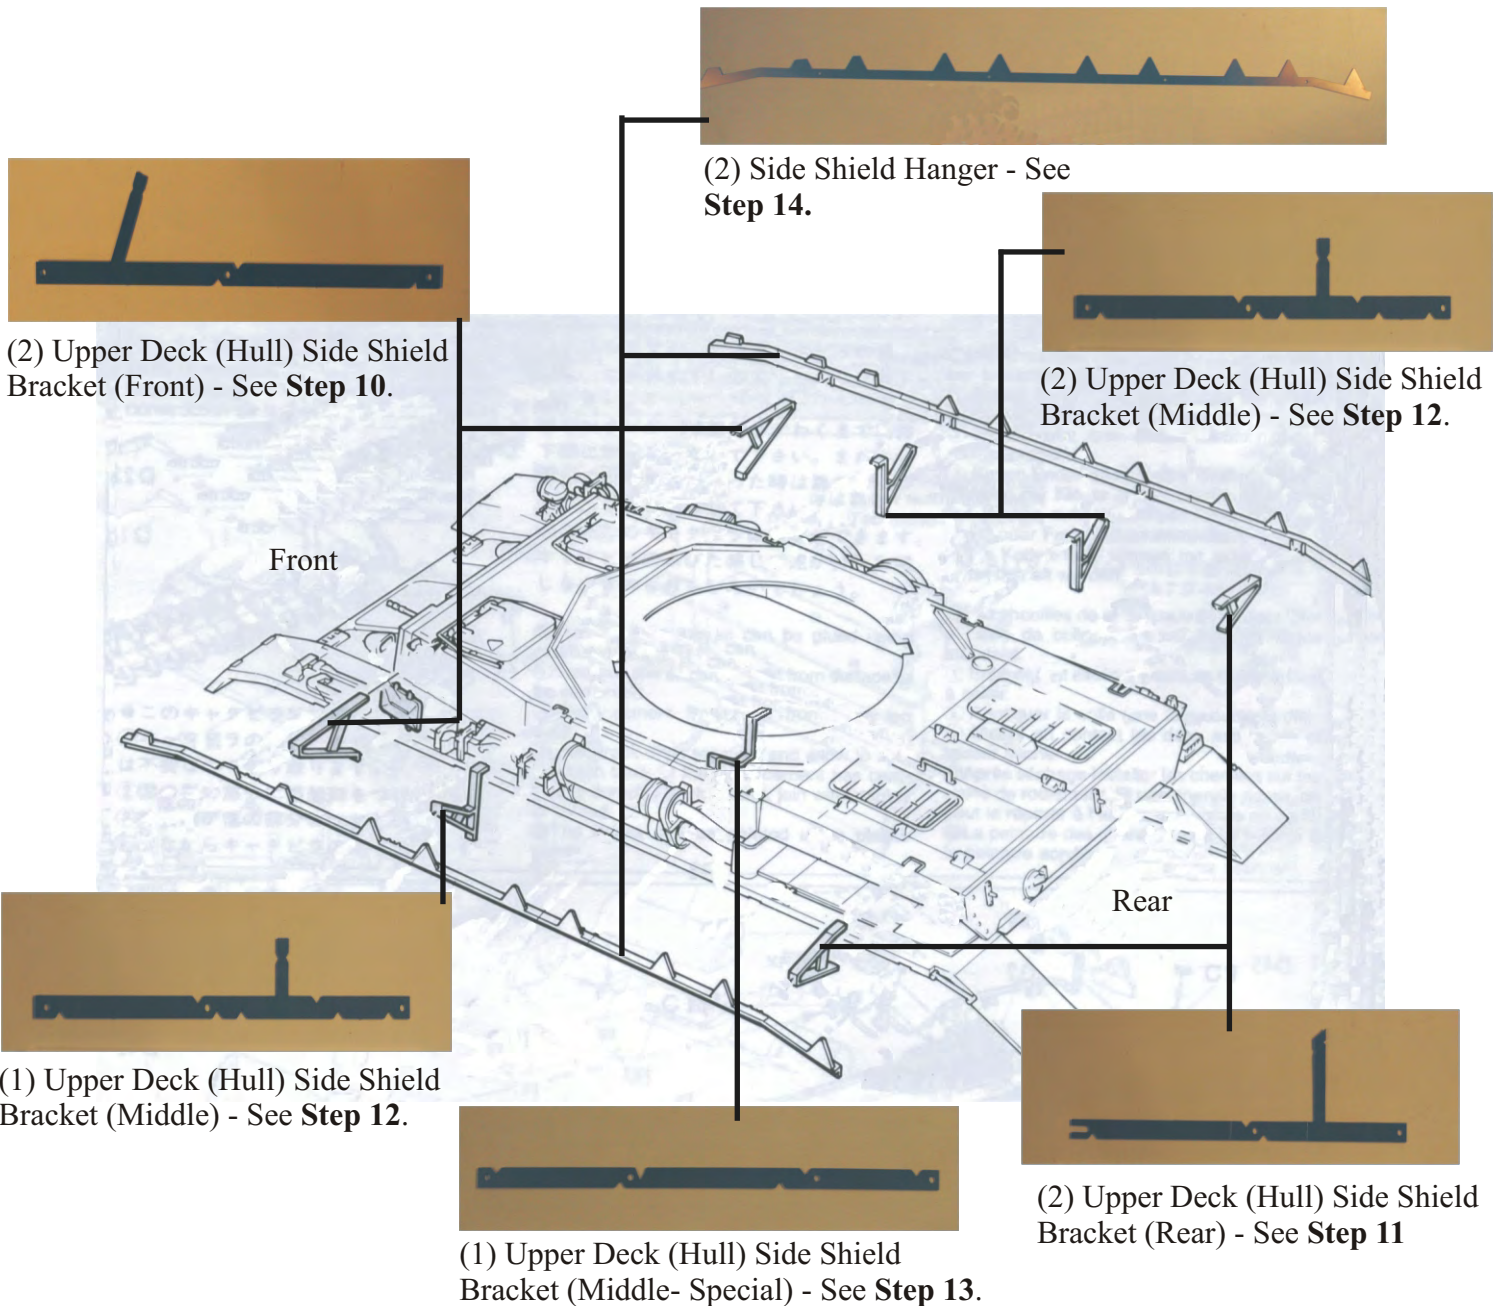 (2) Side Shield Hanger - See
Step 14.
(2) Upper Deck (Hull) Side Shield
Bracket (Front) - See Step 10.
(2) Upper Deck (Hull) Side Shield
Bracket (Middle) - See Step 12.
Front
Rear
(1) Upper Deck (Hull) Side Shield
Bracket (Middle) - See Step 12.
(2) Upper Deck (Hull) Side Shield
Bracket (Rear) - See Step 11
(1) Upper Deck (Hull) Side Shield
Bracket (Middle- Special) - See Step 13.